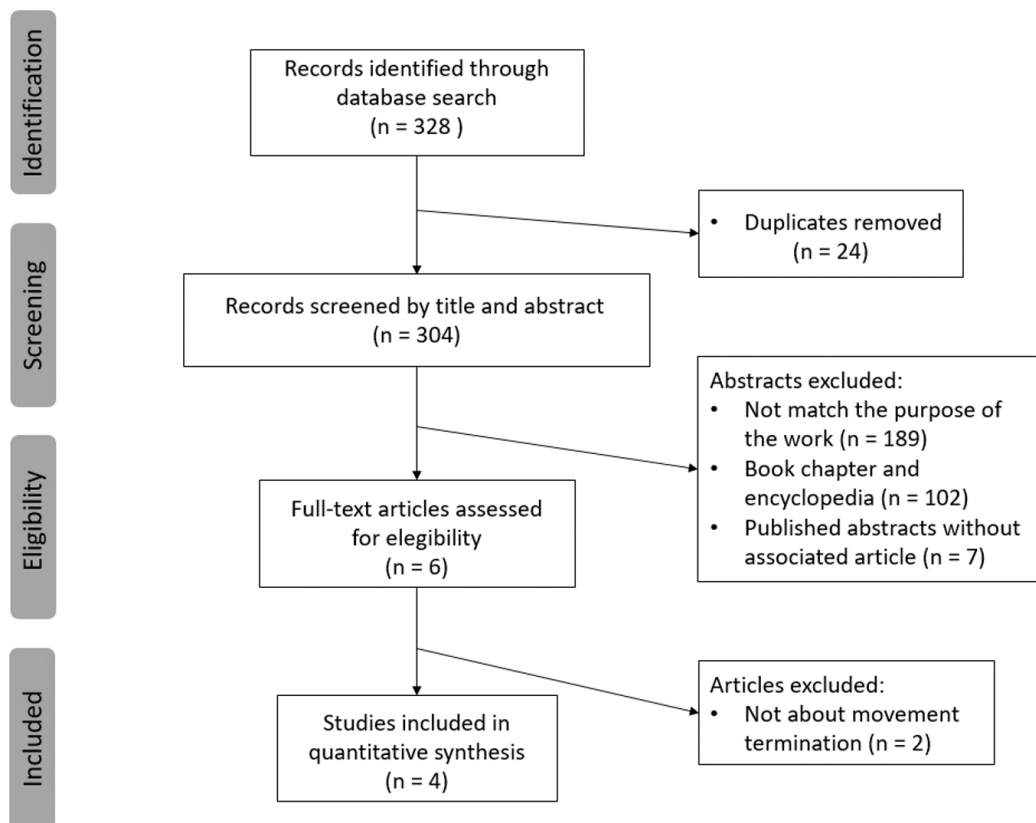 Identification
Records identified through
database search
(n = 328 )
• Duplicates removed
(n = 24)
Screening
Records screened by title and abstract
(n = 304)
Abstracts excluded:
• Not match the purpose of
the work (n = 189)
• Book chapter and
encyclopedia (n = 102)
• Published abstracts without
associated article (n = 7)
Eligibility
Full-text articles assessed
for elegibility
(n = 6)
Articles excluded:
• Not about movement
termination (n = 2)
Included
Studies included in
quantitative synthesis
(n = 4)